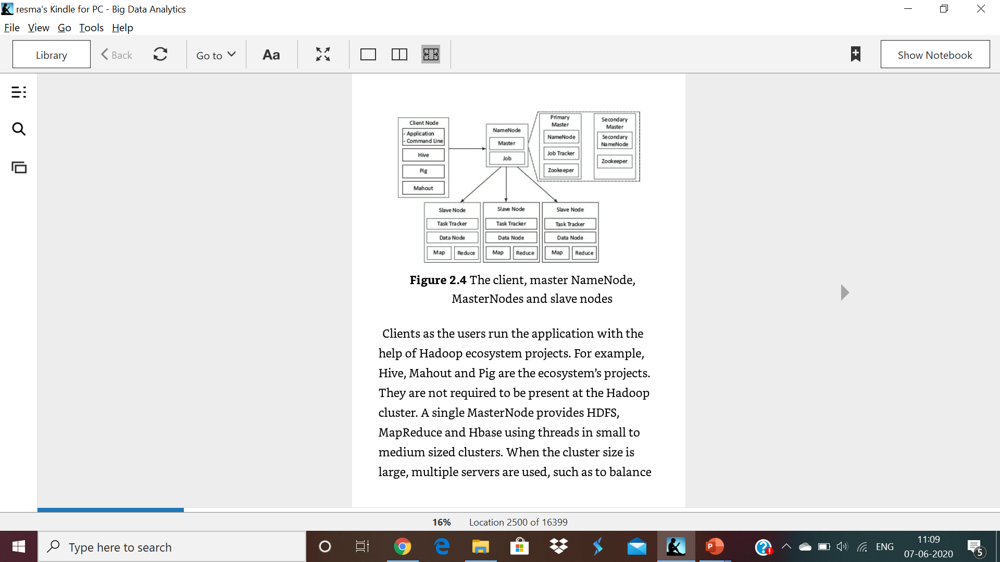 resma's Kindle for PC - Big Data Analytics
File View Go Tools Help
Library
Back
Go to
Aa
Show Notebook
Client Node
- Application
- Command Line
Hive
Pig
Mahout
NameNode
Master
Job
Primary
Master
NameNode
Job Tracker
Zookeeper
Secondary
Master
Secondary
NameNode
Zookeeper
Slave Node
Task Tracker
Data Node
Map Reduce
Slave Node
Task Tracker
Data Node
Map Reduce
Slave Node
Task Tracker
Data Node
Map Reduce
Figure 2.4 The client, master NameNode,
MasterNodes and slave nodes
Clients as the users run the application with the
help of Hadoop ecosystem projects. For example,
Hive, Mahout and Pig are the ecosystem’s projects.
They are not required to be present at the Hadoop
cluster. A single MasterNode provides HDFS,
MapReduce and Hbase using threads in small to
medium sized clusters. When the cluster size is
large, multiple servers are used, such as to balance
16% Location 2500 of 16399
Type here to search
P
ENG
11:09
07-06-2020
5